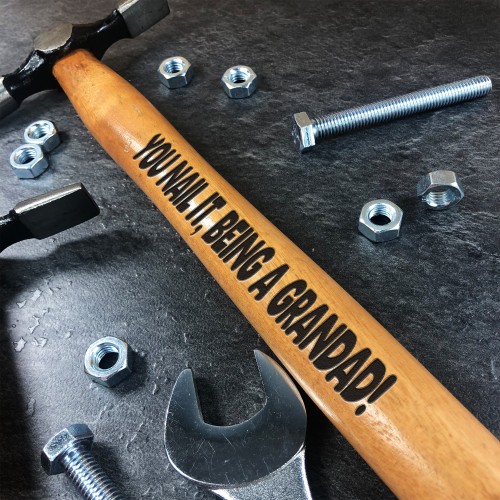 YOU NAIL IT, BEING A GRANDAD!